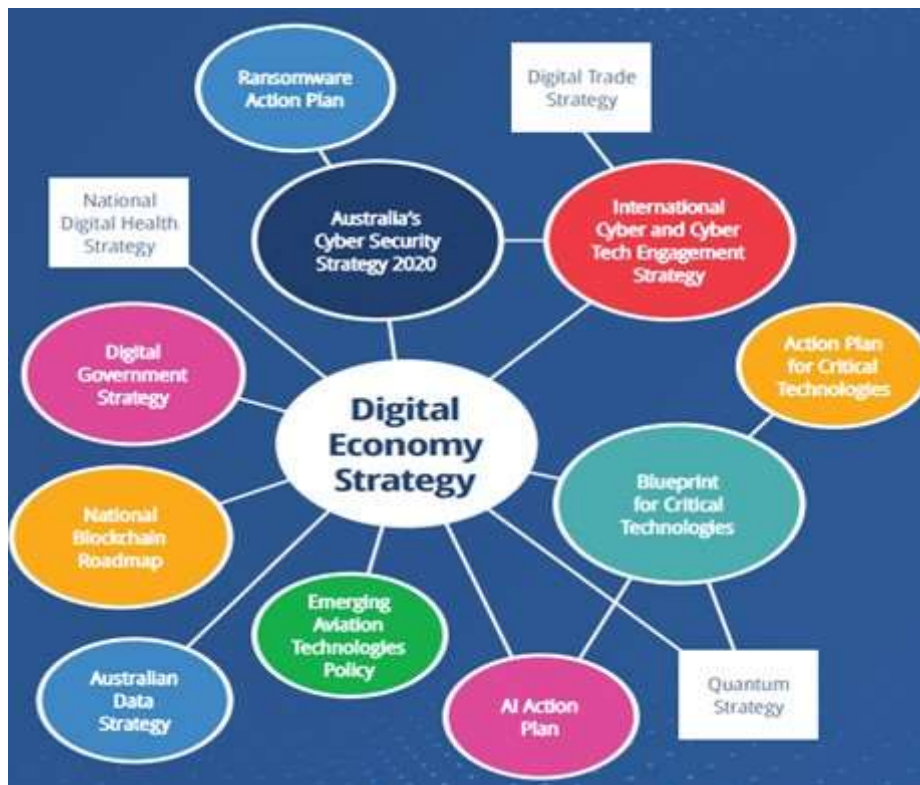 Ransomware
Action Plan
Digital Trade
Strategy
National
Digital Health
Strategy
Australia's
Cyber Security
Strategy 2020
International
Cyber and Cyber
Tech Engagement
Strategy
Digital
Government
Strategy
Action Plan
for Critical
Technologies
Digital
Economy
Strategy
Blueprint
for Critical
Technologies
National
Blockchain
Roadmap
Emerging
Aviation
Technologies
Policy
Australian
Data
Strategy
AI Action
Plan
Quantum
Strategy